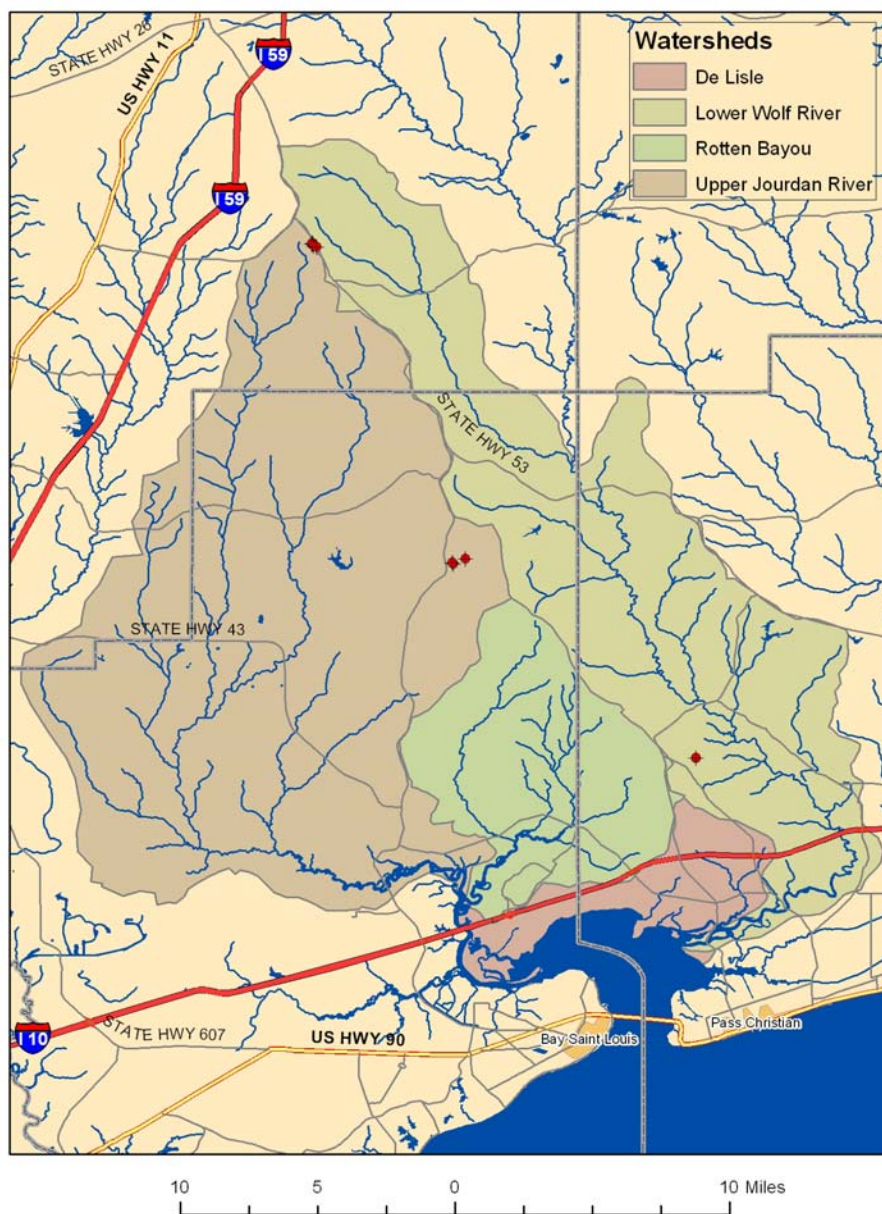 STATE HWY 26
US HWY 11
I 59
I 59
Watersheds
De Lisle
Lower Wolf River
Rotten Bayou
Upper Jourdan River
STATE HWY 53
STATE HWY 43
I 10
STATE HWY 607
US HWY 90
Bay Saint Louis
Pass Christian
10 5 0 10 Miles